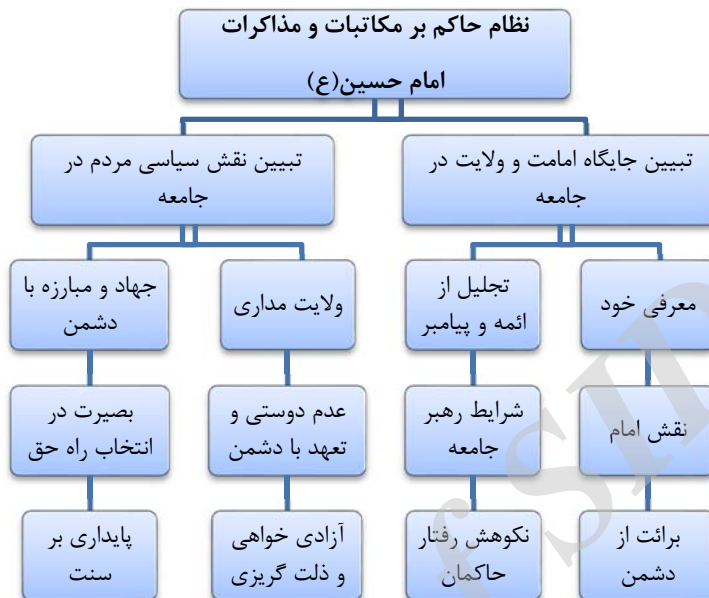 نظام حاکم بر مکاتبات و مذاکرات
امام حسین(ع)
تبیین جایگاه امامت و ولایت در
جامعه
تبیین نقش سیاسی مردم در
جامعه
معرفی خود
تجلیل از
ائمه و پیامبر
ولایت مداری
جهاد و مبارزه با
دشمن
نقش امام
شرایط رهبر
جامعه
عدم دوستی و
تعهد با دشمن
بصیرت در
انتخاب راه حق
برائت از
دشمن
نکوهش رفتار
حاکمان
آزادی خواهی
و ذلت گریزی
پایداری بر
سنت